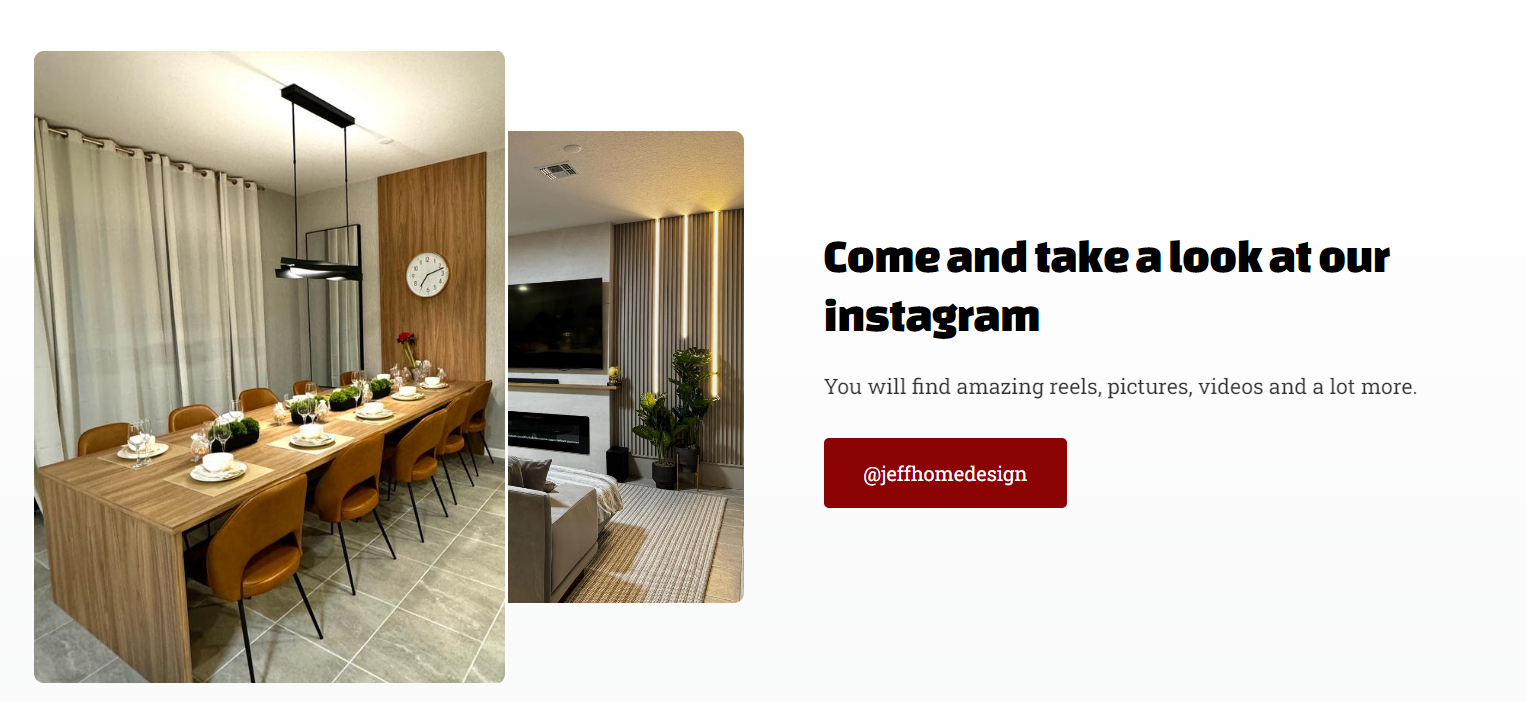 Come and take a look at our
instagram
You will find amazing reels, pictures, videos and a lot more.
@jeffhomedesign